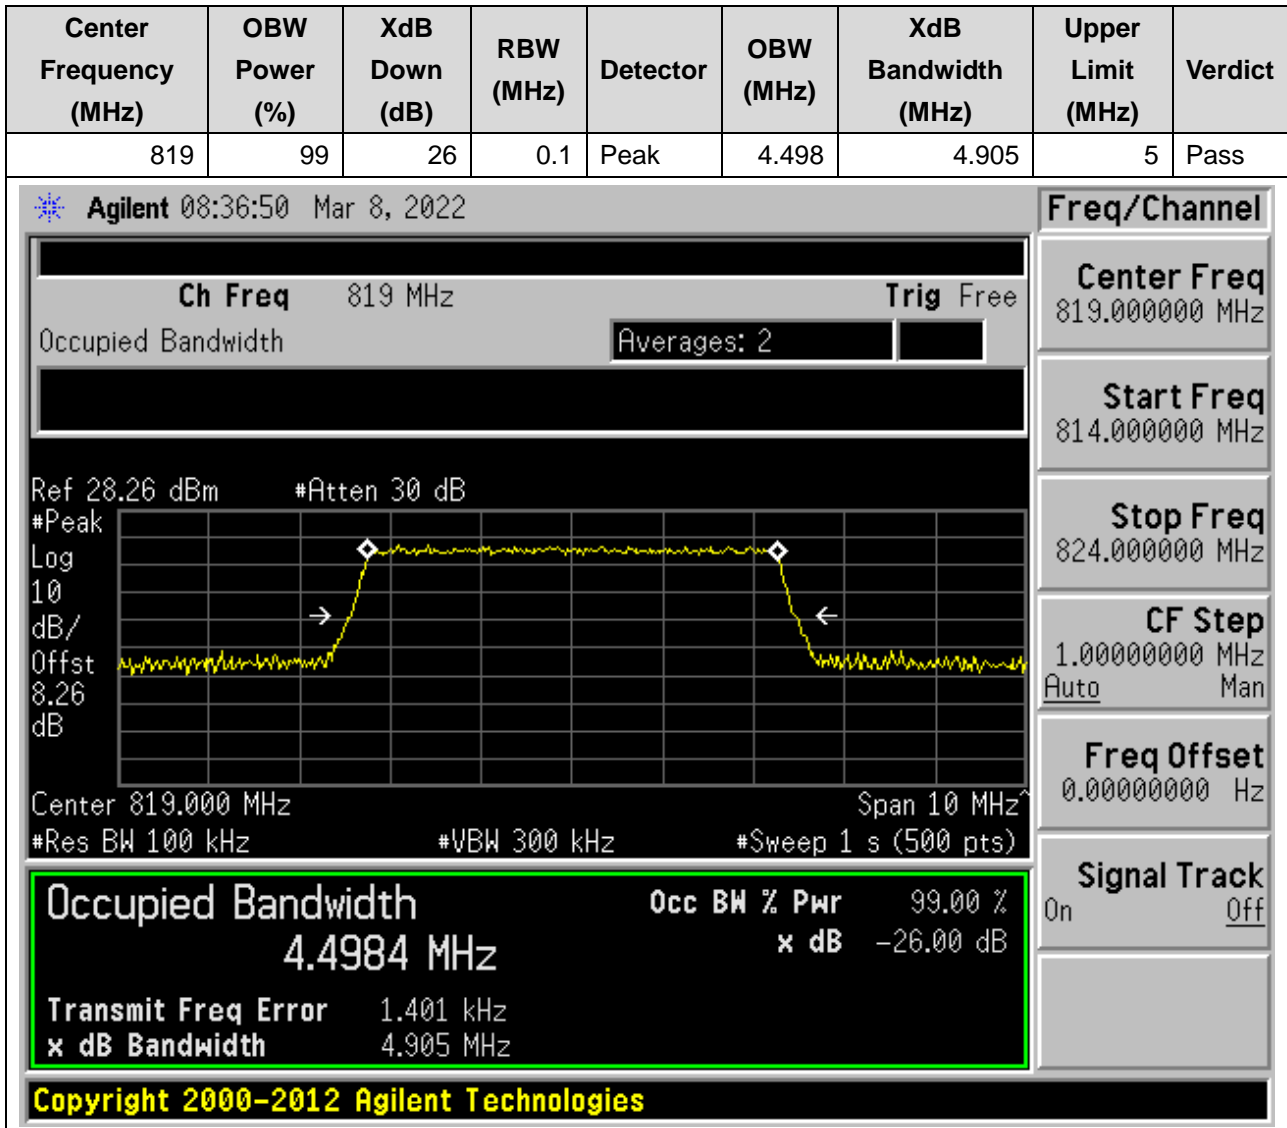 Center Frequency (MHz) OBW Power (%) XdB Down (dB) RBW (MHz) Detector OBW (MHz) XdB Bandwidth (MHz) Upper Limit (MHz) Verdict
819 99 26 0.1 Peak 4.498 4.905 5 Pass
Agilent 08:36:50 Mar 8, 2022
Freq/Channel
Ch Freq 819 MHz Trig Free
Occupied Bandwidth Averages: 2
Ref 28.26 dBm #Atten 30 dB
#Peak
Log
10
dB/
Offst
8.26
dB
Center 819.000 MHz Span 10 MHz^
#Res BW 100 kHz #VBW 300 kHz #Sweep 1 s (500 pts)
Occupied Bandwidth Occ BW % Pwr 99.00 %
4.4984 MHz x dB -26.00 dB
Transmit Freq Error 1.401 kHz
x dB Bandwidth 4.905 MHz
Center Freq
819.000000 MHz
Start Freq
814.000000 MHz
Stop Freq
824.000000 MHz
CF Step
1.00000000 MHz
Auto Man
Freq Offset
0.00000000 Hz
Signal Track
On Off
Copyright 2000-2012 Agilent Technologies